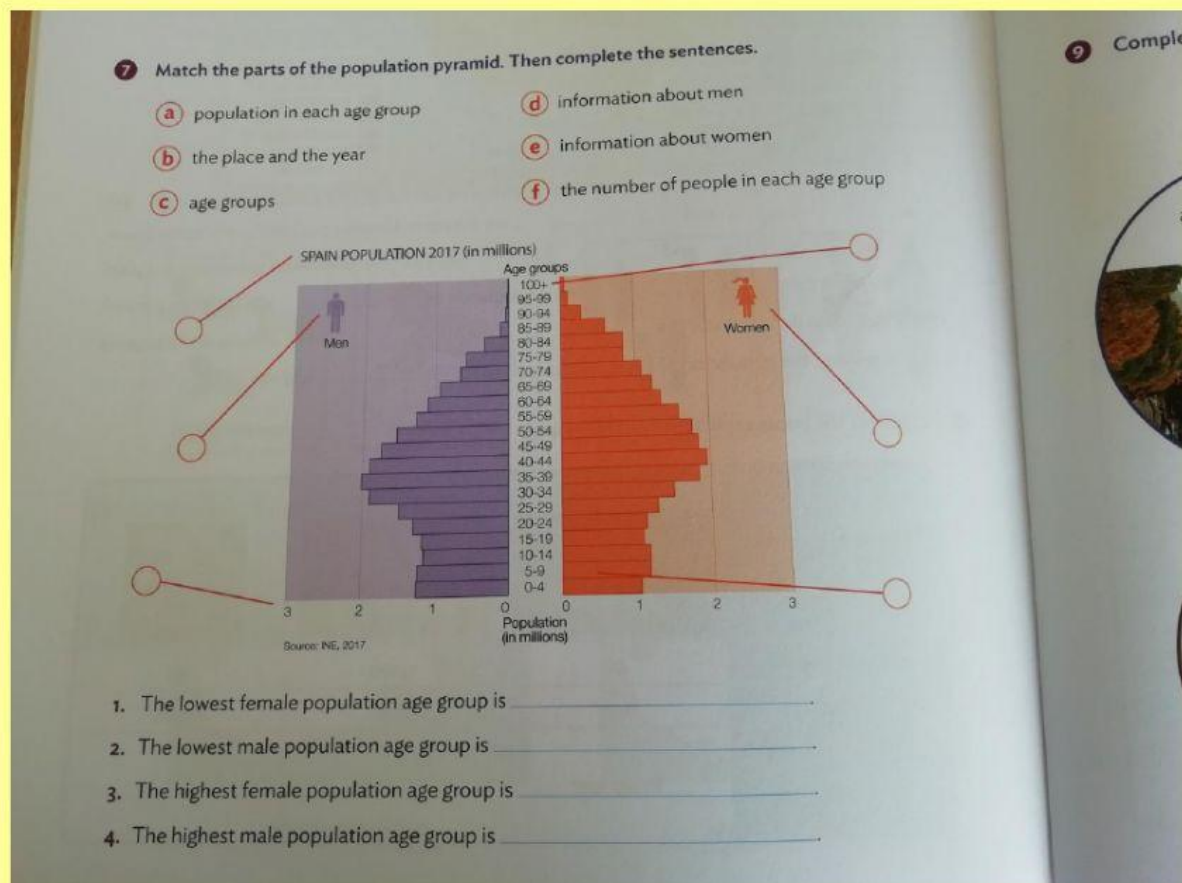 7 Match the parts of the population pyramid. Then complete the sentences.
a population in each age group
b the place and the year
c age groups
d information about men
e information about women
f the number of people in each age group
SPAIN POPULATION 2017 (in millions)
Age groups
100+
95-99
90-94
85-89
80-84
75-79
70-74
65-69
60-64
55-59
50-54
45-49
40-44
35-39
30-34
25-29
20-24
15-19
10-14
5-9
0-4
Men
Women
3 2 1 0 0 1 2 3
Population
(in millions)
Source: INE, 2017
1. The lowest female population age group is
2. The lowest male population age group is
3. The highest female population age group is
4. The highest male population age group is
9